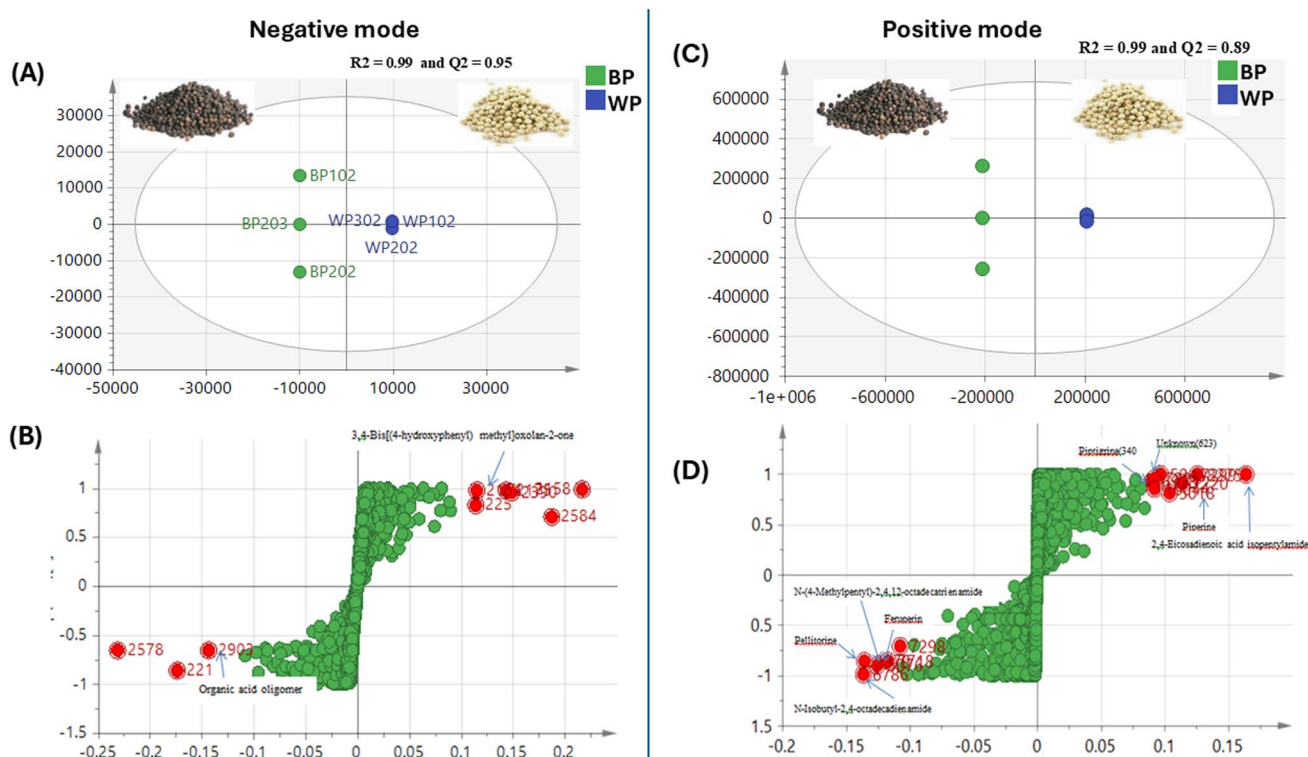 Negative mode
(A)
R2 = 0.99 and Q2 = 0.95
BP
WP
30000
20000
10000
0
-10000
-20000
-30000
-40000
BP102
BP203
BP202
WP302
WP102
WP202
-50000
-30000
-10000
10000
30000
(B)
3,4-Bis[(4-hydroxyphenyl) methyl]oxolan-2-one
1
0.5
0
-0.5
-1
-1.5
225
2584
2578
2903
221
Organic acid oligomer
-0.25
-0.2
-0.15
-0.1
-0.05
0
0.05
0.1
0.15
0.2
Positive mode
(C)
R2 = 0.99 and Q2 = 0.89
BP
WP
600000
400000
200000
0
-200000
-400000
-600000
-800000
-1e+006
-600000
-200000
200000
600000
(D)
Piptigrine(340
Unknown(623)
1
0.5
0
-0.5
-1
1.5
Piperine
2,4-Eicosadienoic acid isopentylamide
N-(4-Methylpentyl)-2,4,12-octadecatrienamide
Feruperin
Pellitorine
7298
N-Isobutyl-2,4-octadecadienamide
-0.2
-0.15
-0.1
-0.05
0
0.05
0.1
0.15